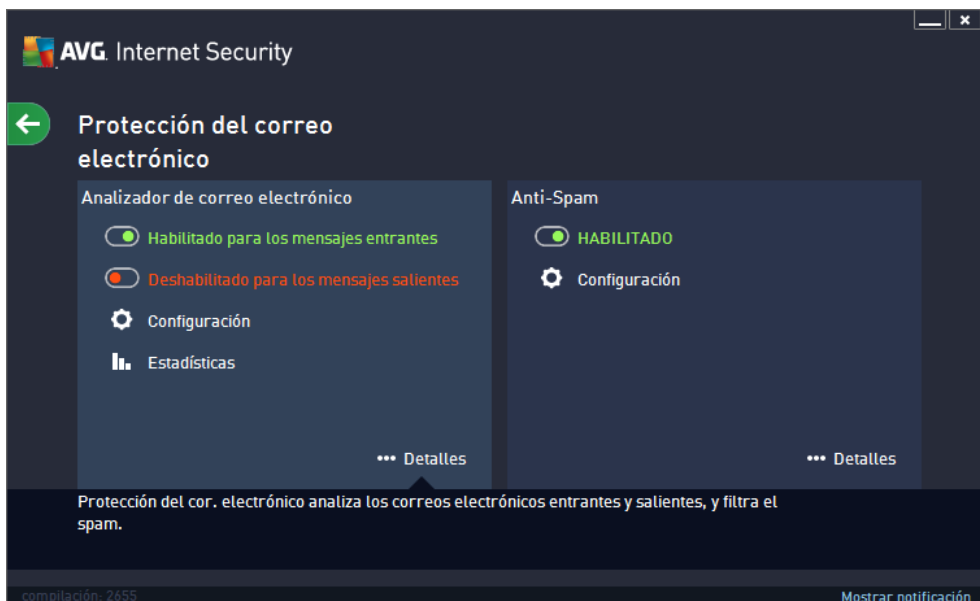 AVG. Internet Security
Protección del correo
electrónico
Analizador de correo electrónico
Habilitado para los mensajes entrantes
Deshabilitado para los mensajes salientes
Configuración
Estadísticas
••• Detalles
Anti-Spam
HABILITADO
Configuración
••• Detalles
Protección del cor. electrónico analiza los correos electrónicos entrantes y salientes, y filtra el
spam.
compilación: 2655
Mostrar notificación